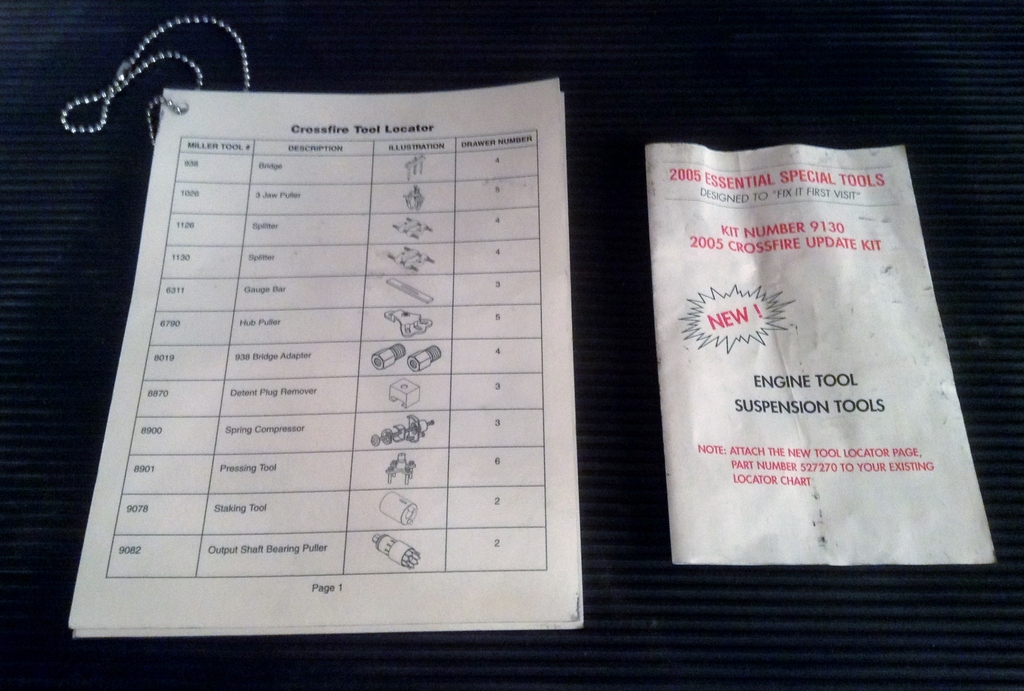 Crossfire Tool Locator
MILLER TOOL # DESCRIPTION ILLUSTRATION DRAWER NUMBER
938 Bridge 4
1026 3 Jaw Puller 5
1126 Splitter 4
1130 Splitter 4
6311 Gauge Bar 3
6790 Hub Puller 5
8019 938 Bridge Adapter 4
8870 Detent Plug Remover 3
8900 Spring Compressor 3
8901 Pressing Tool 6
9078 Staking Tool 2
9082 Output Shaft Bearing Puller 2
Page 1
2005 ESSENTIAL SPECIAL TOOLS
DESIGNED TO "FIX IT FIRST VISIT"
KIT NUMBER 9130
2005 CROSSFIRE UPDATE KIT
NEW !
ENGINE TOOL
SUSPENSION TOOLS
NOTE: ATTACH THE NEW TOOL LOCATOR PAGE,
PART NUMBER 527270 TO YOUR EXISTING
LOCATOR CHART